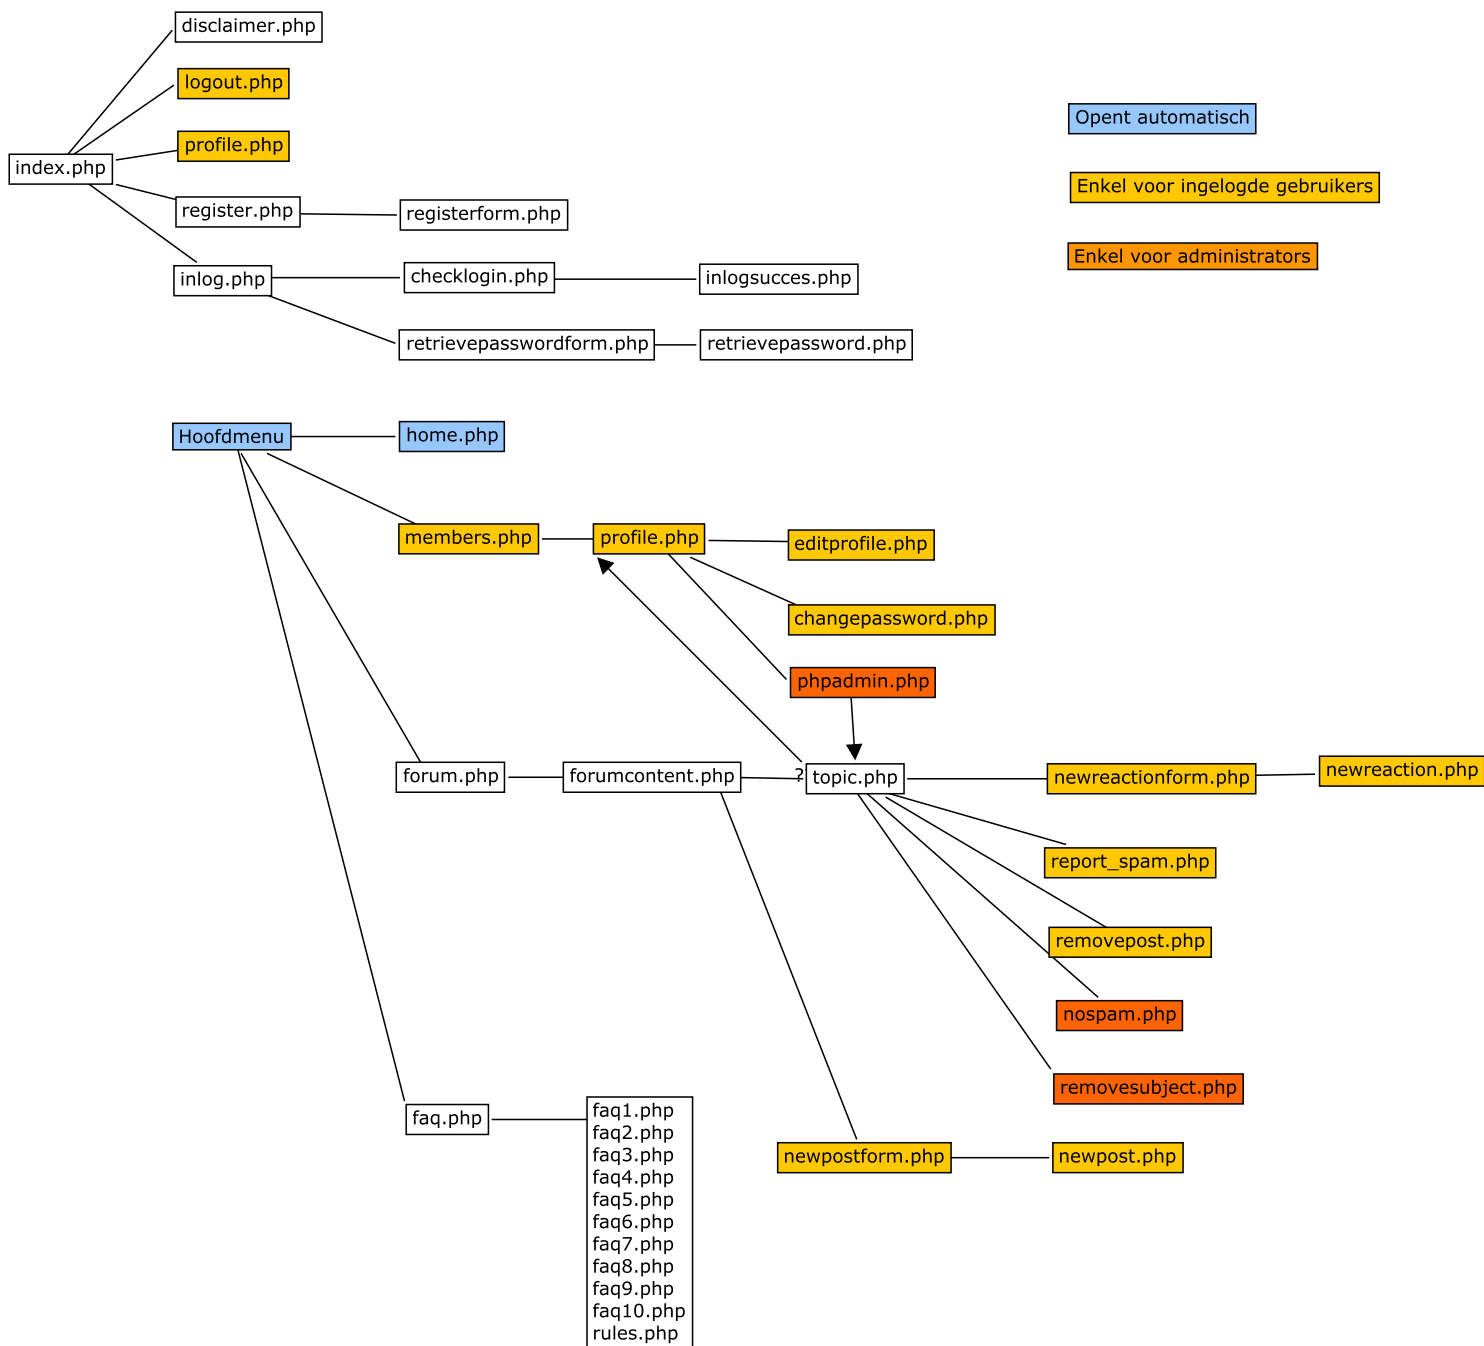 disclaimer.php
logout.php
Opent automatisch
profile.php
index.php
Enkel voor ingelogde gebruikers
register.php
registerform.php
Enkel voor administrators
inlog.php
checklogin.php
inlogsucces.php
retrievepasswordform.php
retrievepassword.php
Hoofdmenu
home.php
members.php
profile.php
editprofile.php
changepassword.php
phpadmin.php
forum.php
forumcontent.php
?
topic.php
newreactionform.php
newreaction.php
report_spam.php
removepost.php
nospam.php
removesubject.php
faq.php
faq1.php
faq2.php
faq3.php
faq4.php
faq5.php
faq6.php
faq7.php
faq8.php
faq9.php
faq10.php
rules.php
newpostform.php
newpost.php